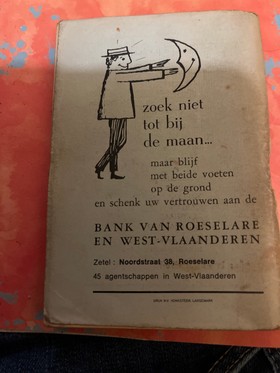 zoek niet
tot bij
de maan...
maar blijf
met beide voeten
op de grond
en schenk uw vertrouwen aan de
BANK VAN ROESELARE
EN WEST-VLAANDEREN
Zetel : Noordstraat 38, Roeselare
45 agentschappen in West-Vlaanderen